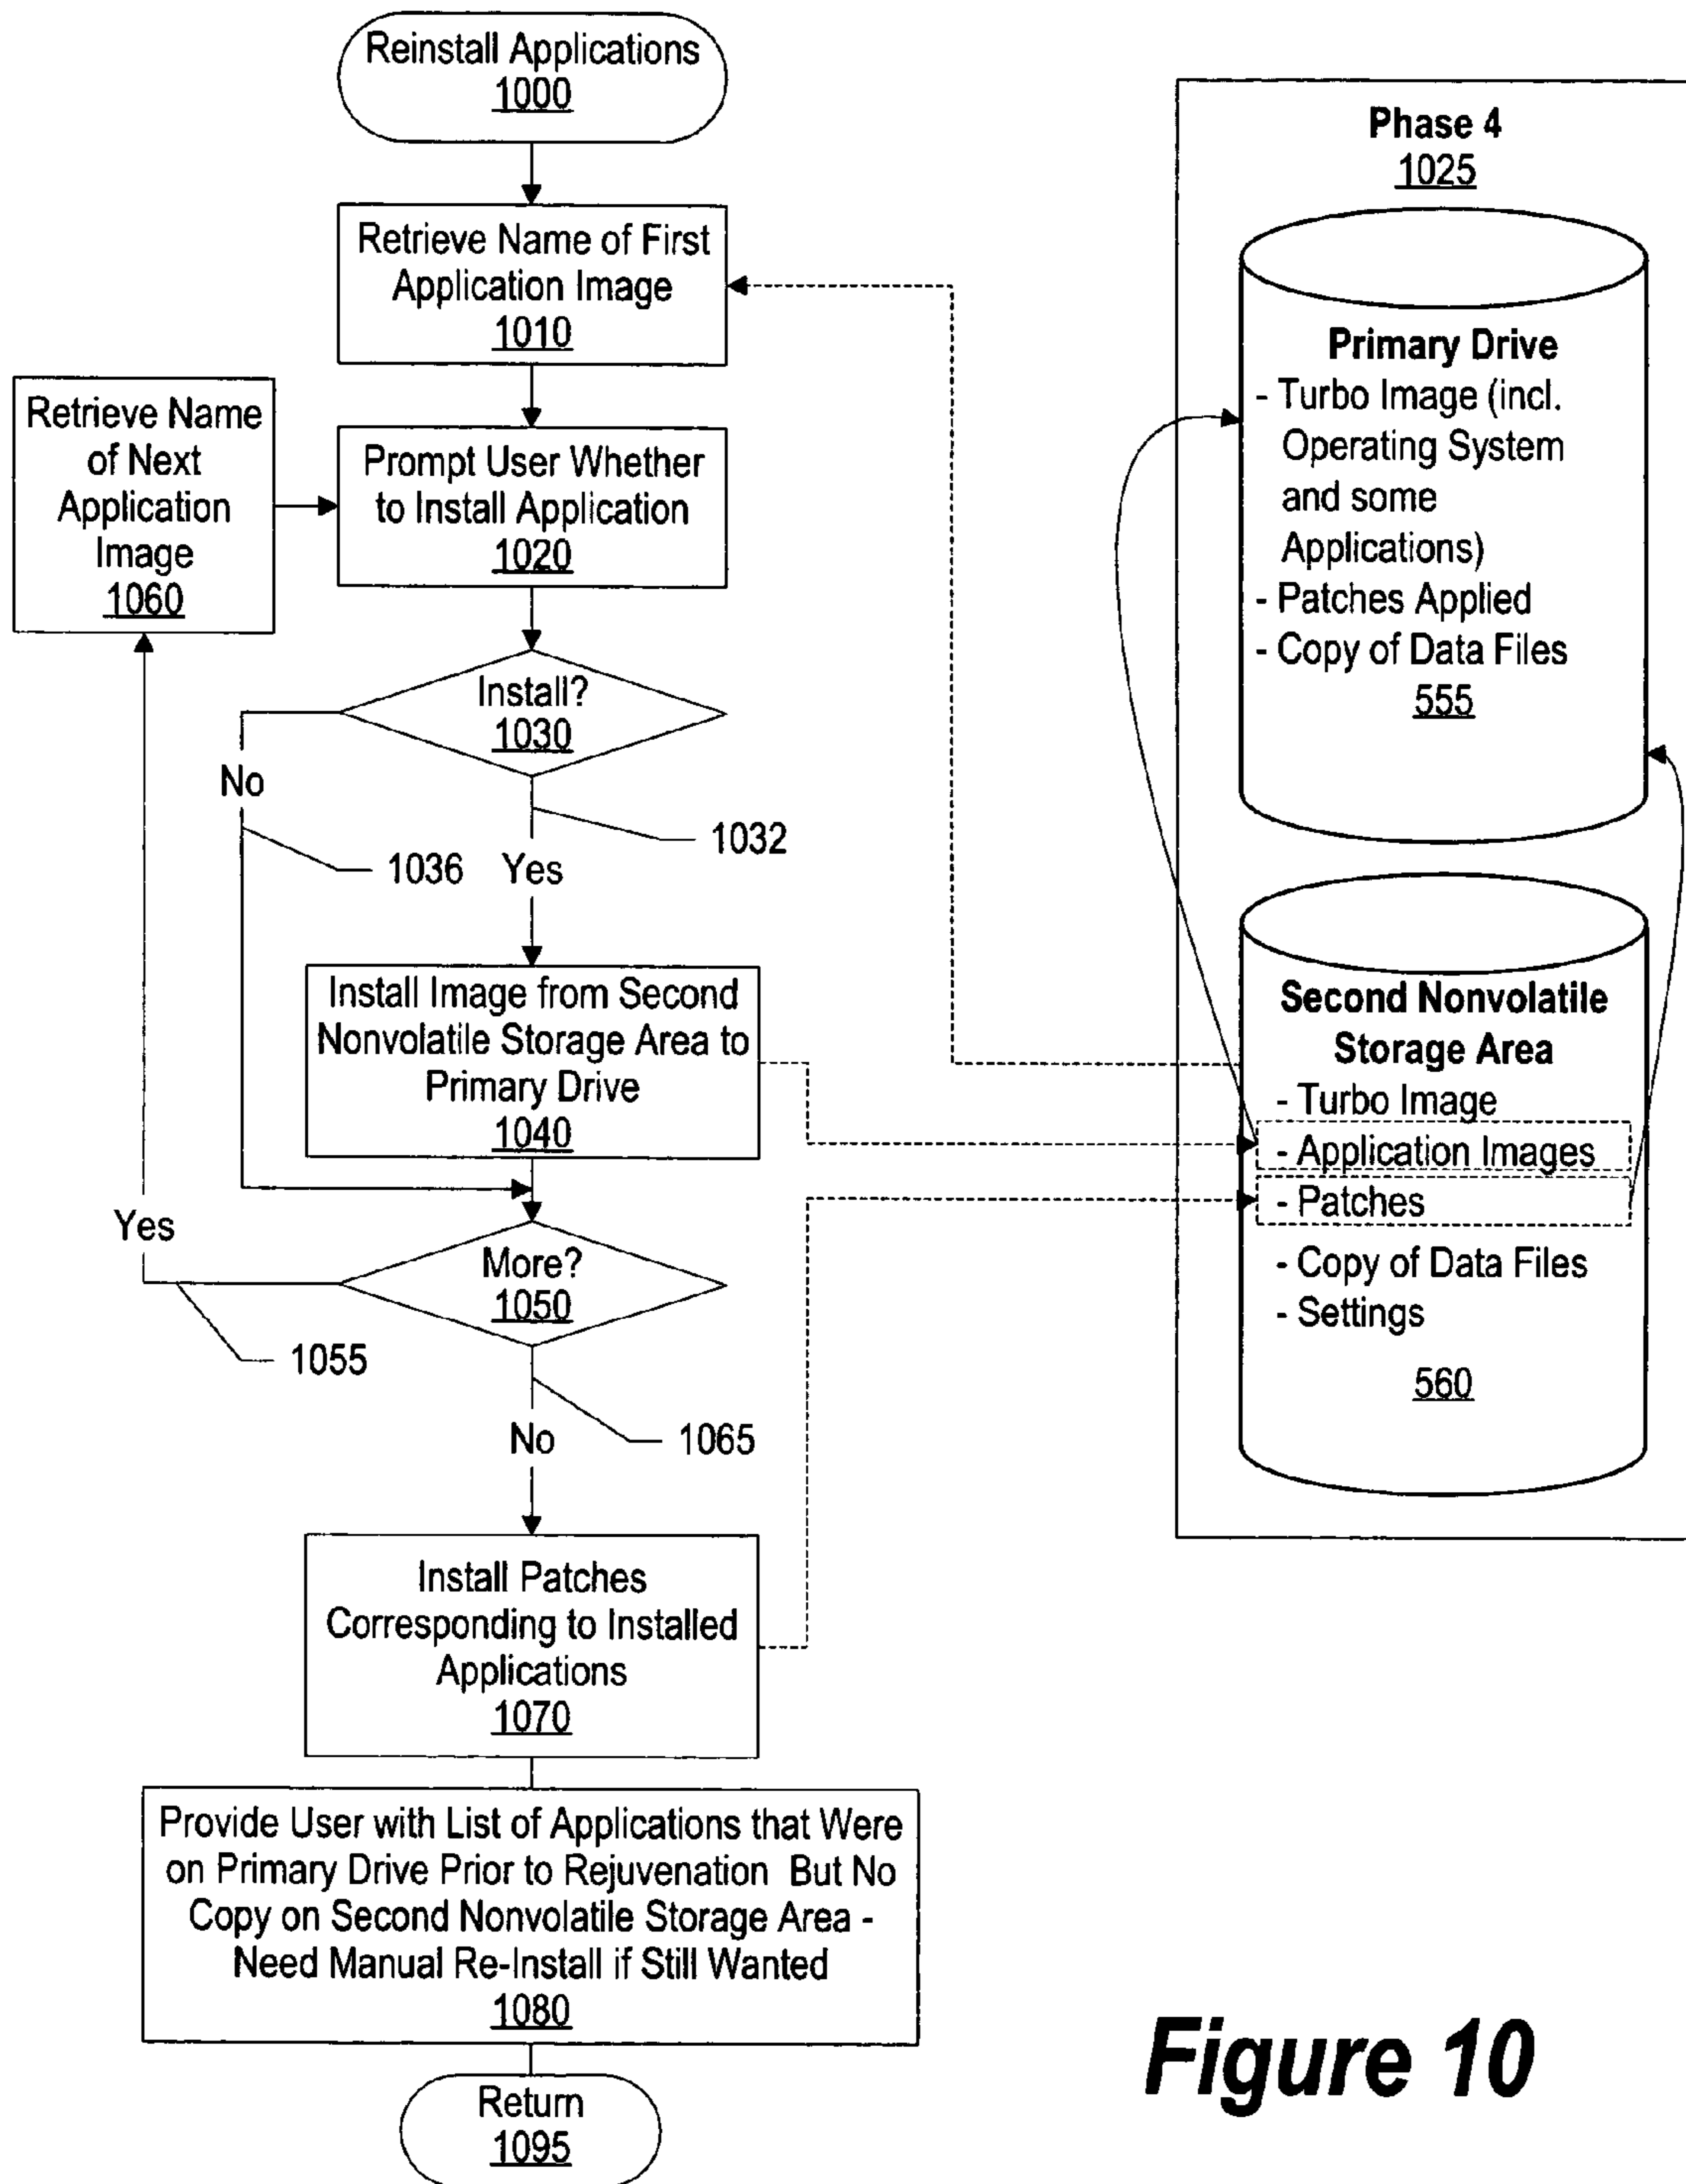 Reinstall Applications
1000
Retrieve Name of First
Application Image
1010
Retrieve Name
of Next
Application
Image
1060
Prompt User Whether
to Install Application
1020
Install?
1030
No
1036
Yes
1032
Install Image from Second
Nonvolatile Storage Area to
Primary Drive
1040
Yes
More?
1050
1055
No
1065
Install Patches
Corresponding to Installed
Applications
1070
Provide User with List of Applications that Were
on Primary Drive Prior to Rejuvenation But No
Copy on Second Nonvolatile Storage Area -
Need Manual Re-Install if Still Wanted
1080
Return
1095
Phase 4
1025
Primary Drive
- Turbo Image (incl.
Operating System
and some
Applications)
- Patches Applied
- Copy of Data Files
555
Second Nonvolatile
Storage Area
- Turbo Image
- Application Images
- Patches
- Copy of Data Files
- Settings
560
Figure 10